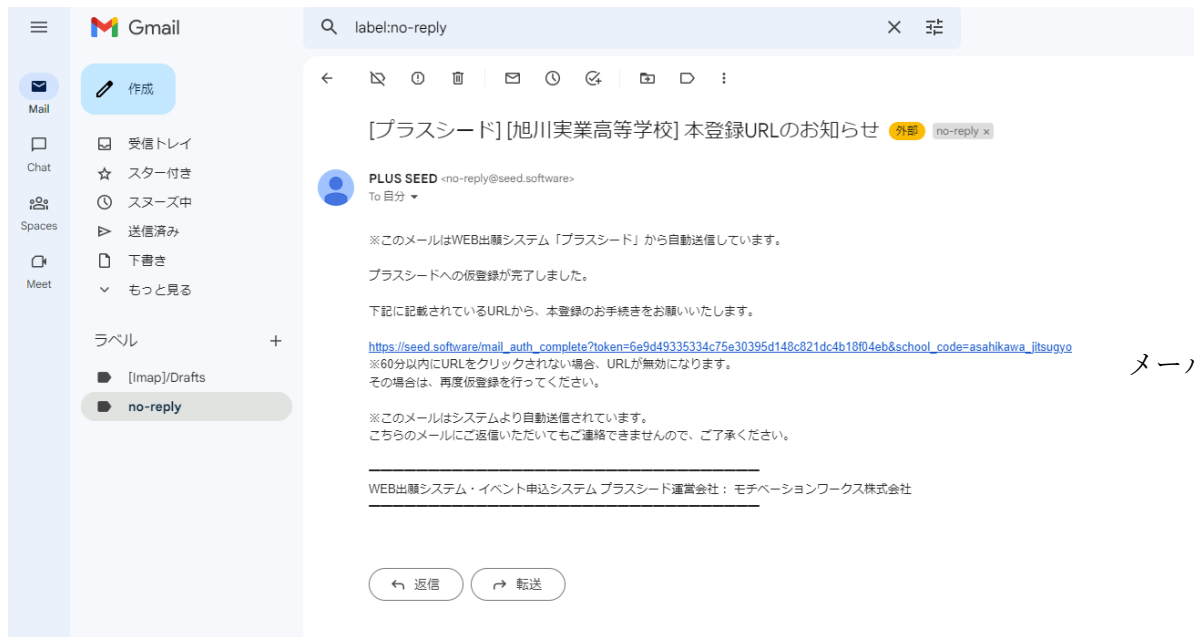 Gmail
label:no-reply
Mail
Chat
Spaces
Meet
作成
受信トレイ
スター付き
スヌーズ中
送信済み
下書き
もっと見る
ラベル
[Imap]/Drafts
no-reply
[プラスシード] [旭川実業高等学校] 本登録URLのお知らせ 外部 no-reply ×
PLUS SEED <no-reply@seed.software>
To 自分
※このメールはWEB出願システム「プラスシード」から自動送信しています。
プラスシードへの仮登録が完了しました。
下記に記載されているURLから、本登録のお手続きをお願いいたします。
https://seed.software/mail_auth_complete?token=6e9d49335334c75e30395d148c821dc4b18f04eb&school_code=asahikawa_jitsugyo
※60分以内にURLをクリックされない場合、URLが無効になります。
その場合は、再度仮登録を行ってください。
※このメールはシステムより自動送信されています。
こちらのメールにご返信いただいてもご連絡できませんので、ご了承ください。
WEB出願システム・イベント申込システム プラスシード運営会社： モチベーションワークス株式会社
返信
転送
メー